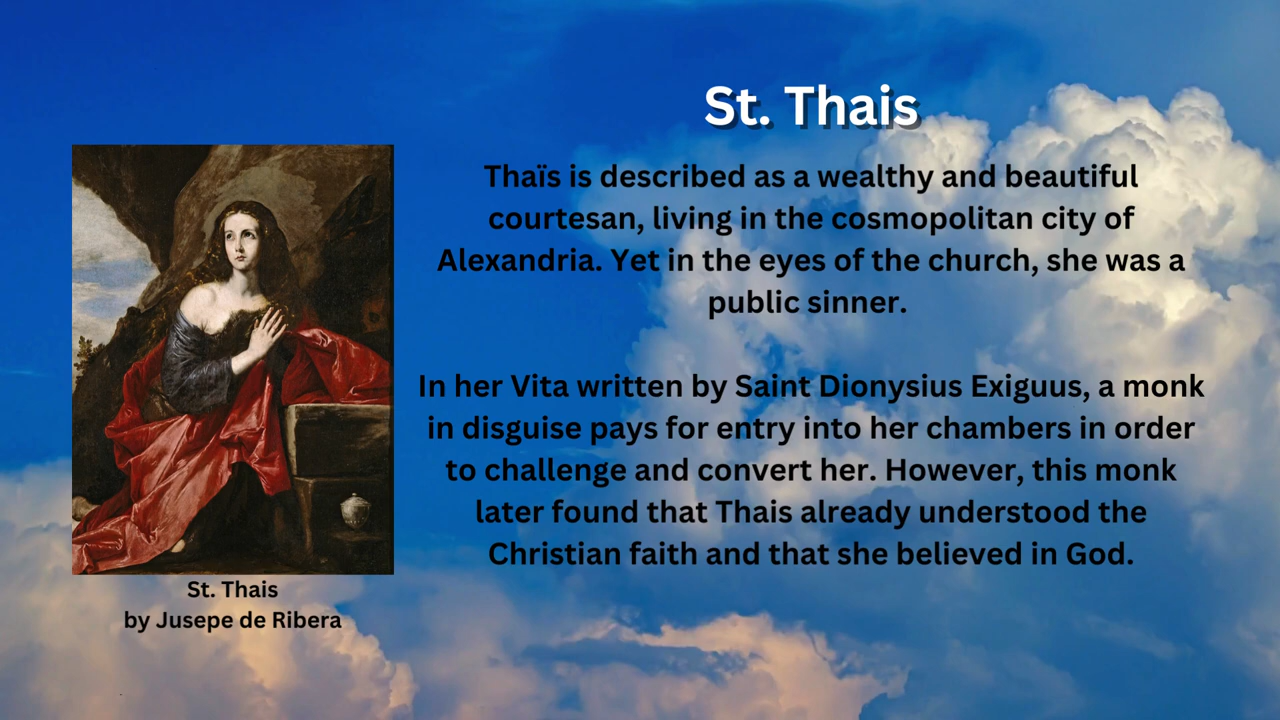 St. Thais
Thaïs is described as a wealthy and beautiful
courtesan, living in the cosmopolitan city of
Alexandria. Yet in the eyes of the church, she was a
public sinner.
In her Vita written by Saint Dionysius Exiguus, a monk
in disguise pays for entry into her chambers in order
to challenge and convert her. However, this monk
later found that Thais already understood the
Christian faith and that she believed in God.
St. Thais
by Jusepe de Ribera